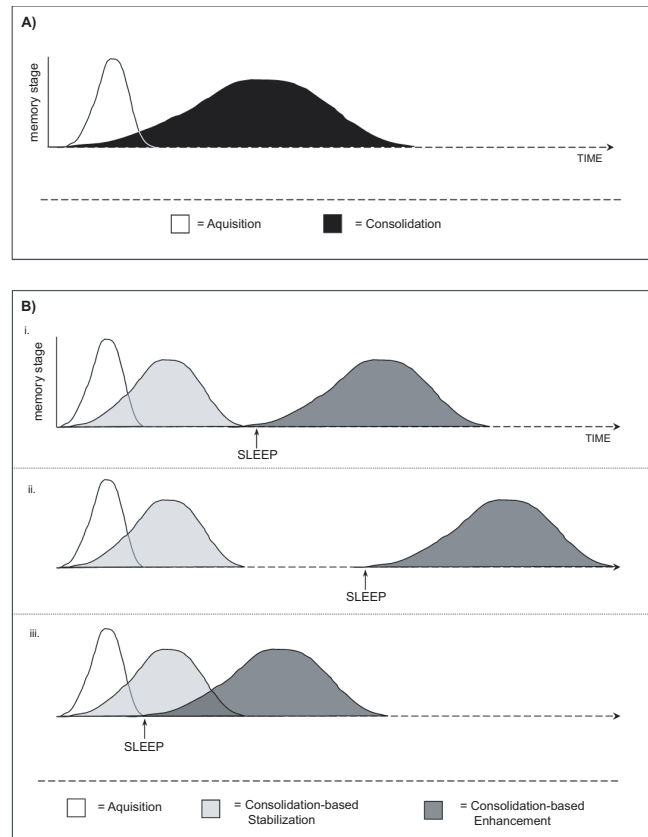 A)
memory stage
TIME
= Aquisition = Consolidation
B)
i.
memory stage
TIME
SLEEP
ii.
SLEEP
iii.
SLEEP
= Aquisition = Consolidation-based = Consolidation-based
Stabilization Enhancement